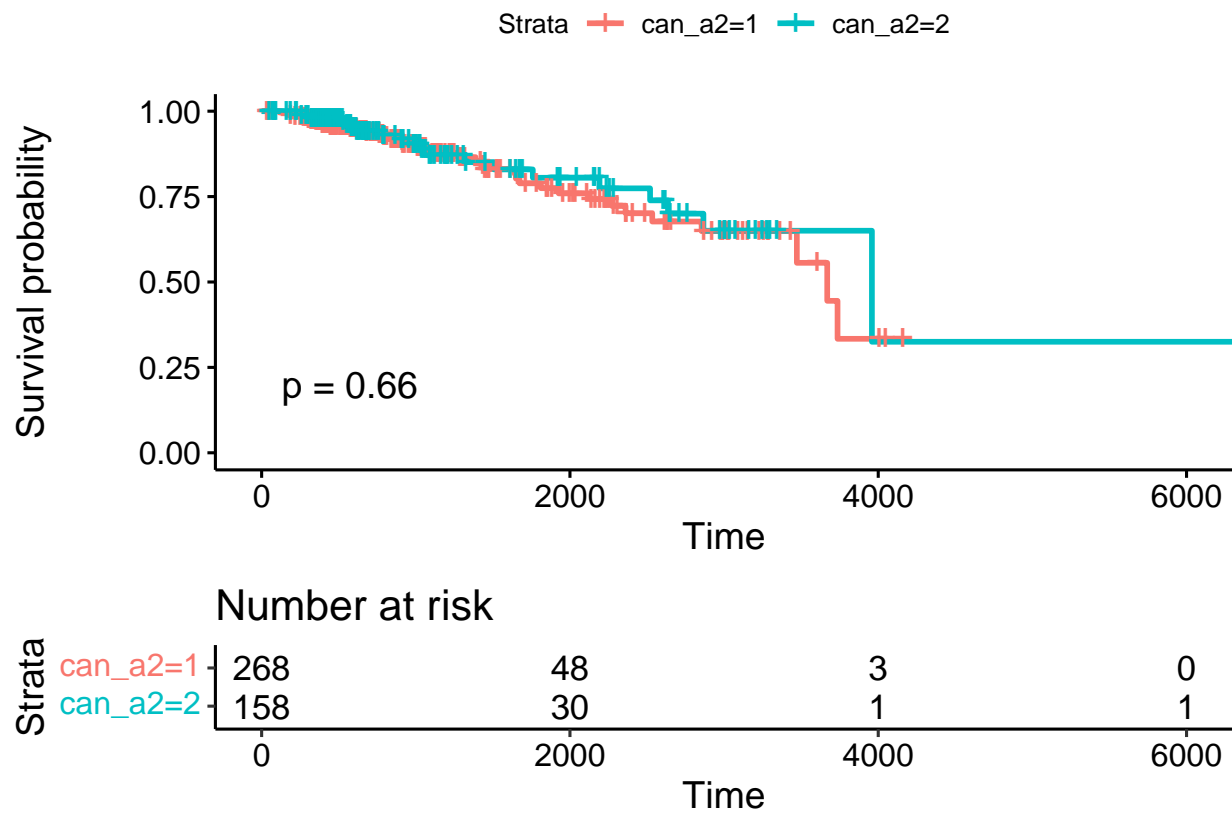 Strata can_a2=1 can_a2=2
Survival probability
1.00
0.75
0.50
0.25
0.00
p = 0.66
0 2000 4000 6000
Time
Number at risk
Strata
can_a2=1 268 48 3 0
can_a2=2 158 30 1 1
0 2000 4000 6000
Time